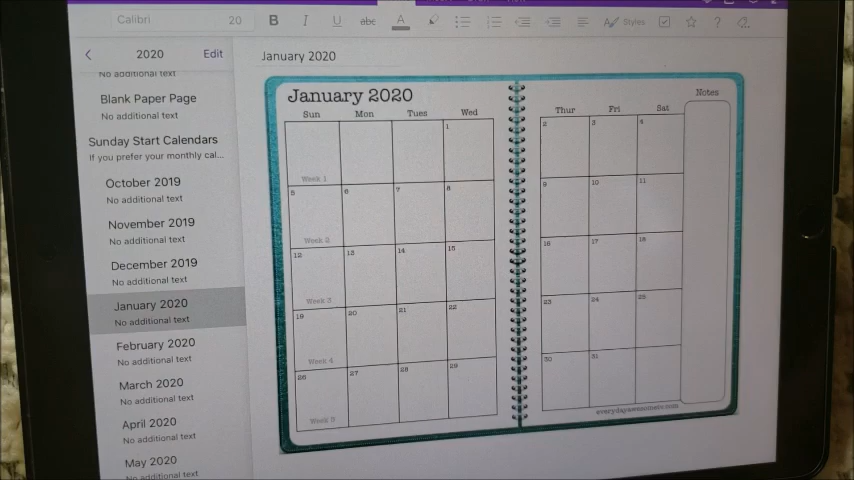 Calibri 20 B I U abc A Styles ?
2020 Edit
No additional text
Blank Paper Page
No additional text
Sunday Start Calendars
If you prefer your monthly cal...
October 2019
No additional text
November 2019
No additional text
December 2019
No additional text
January 2020
No additional text
February 2020
No additional text
March 2020
No additional text
April 2020
No additional text
May 2020
No additional text
January 2020
January 2020
Sun Mon Tues Wed Thur Fri Sat Notes
1 2 3 4
Week 1
5 6 7 8 9 10 11
Week 2
12 13 14 15 16 17 18
Week 3
19 20 21 22 23 24 25
Week 4
26 27 28 29 30 31
Week 5